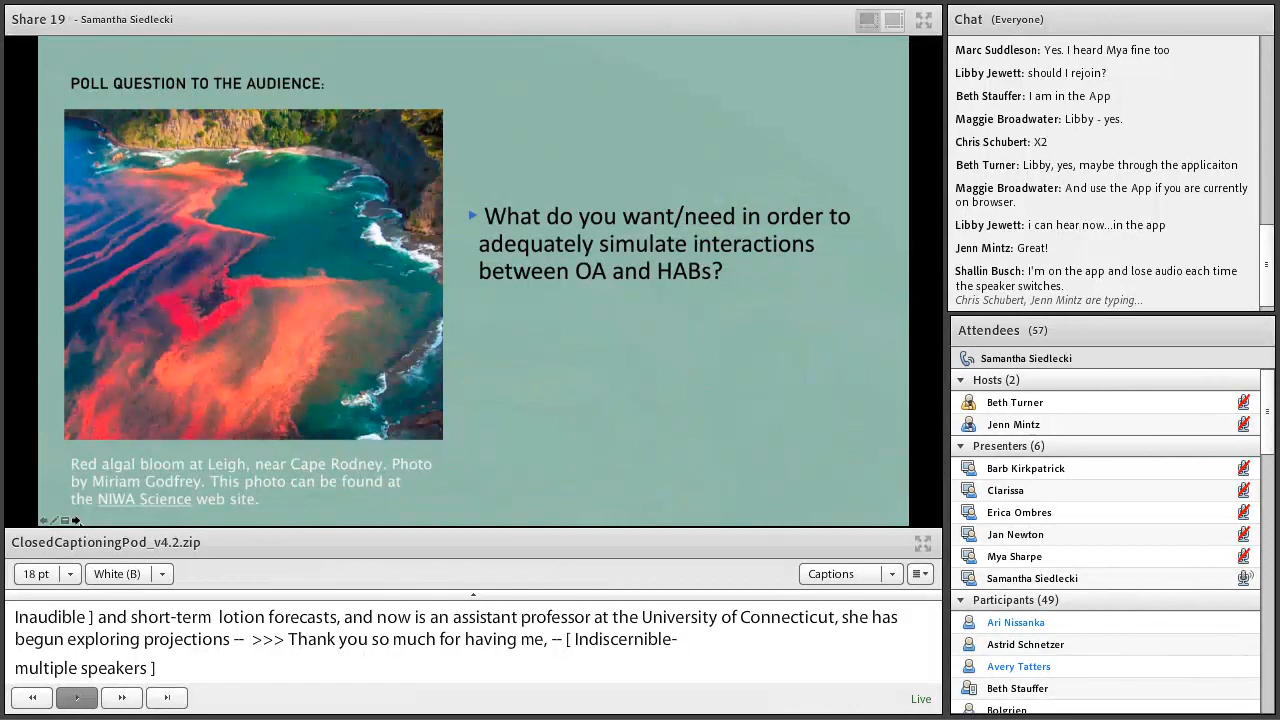 Share 19 - Samantha Siedlecki
POLL QUESTION TO THE AUDIENCE:
What do you want/need in order to
adequately simulate interactions
between OA and HABs?
Red algal bloom at Leigh, near Cape Rodney. Photo
by Miriam Godfrey. This photo can be found at
the NIWA Science web site.
ClosedCaptioningPod_v4.2.zip
18 pt
White (B)
Captions
Inaudible ] and short-term lotion forecasts, and now is an assistant professor at the University of Connecticut, she has
begun exploring projections -- >>> Thank you so much for having me, -- [ Indiscernible-
multiple speakers ]
Live
Chat (Everyone)
Marc Suddleson: Yes. I heard Mya fine too
Libby Jewett: should I rejoin?
Beth Stauffer: I am in the App
Maggie Broadwater: Libby - yes.
Chris Schubert: X2
Beth Turner: Libby, yes, maybe through the applicaiton
Maggie Broadwater: And use the App if you are currently
on browser.
Libby Jewett: i can hear now...in the app
Jenn Mintz: Great!
Shallin Busch: I'm on the app and lose audio each time
the speaker switches.
Chris Schubert, Jenn Mintz are typing...
Attendees (57)
Samantha Siedlecki
Hosts (2)
Beth Turner
Jenn Mintz
Presenters (6)
Barb Kirkpatrick
Clarissa
Erica Ombres
Jan Newton
Mya Sharpe
Samantha Siedlecki
Participants (49)
Ari Nissanka
Astrid Schnetzer
Avery Tatters
Beth Stauffer
Bolgrien